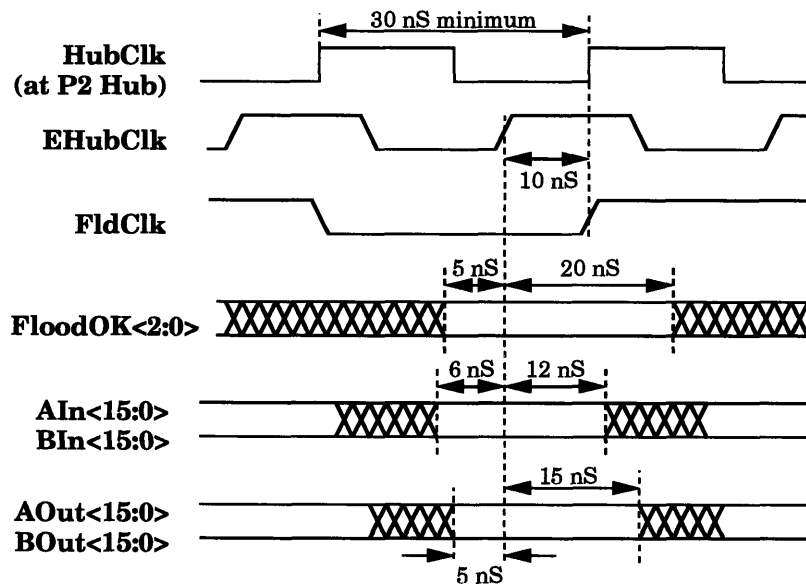 30 nS minimum
HubClk
(at P2 Hub)
EHubClk
10 nS
FldClk
5 nS
20 nS
FloodOK<2:0>
6 nS
12 nS
AIn<15:0>
BIn<15:0>
15 nS
AOut<15:0>
BOut<15:0>
5 nS